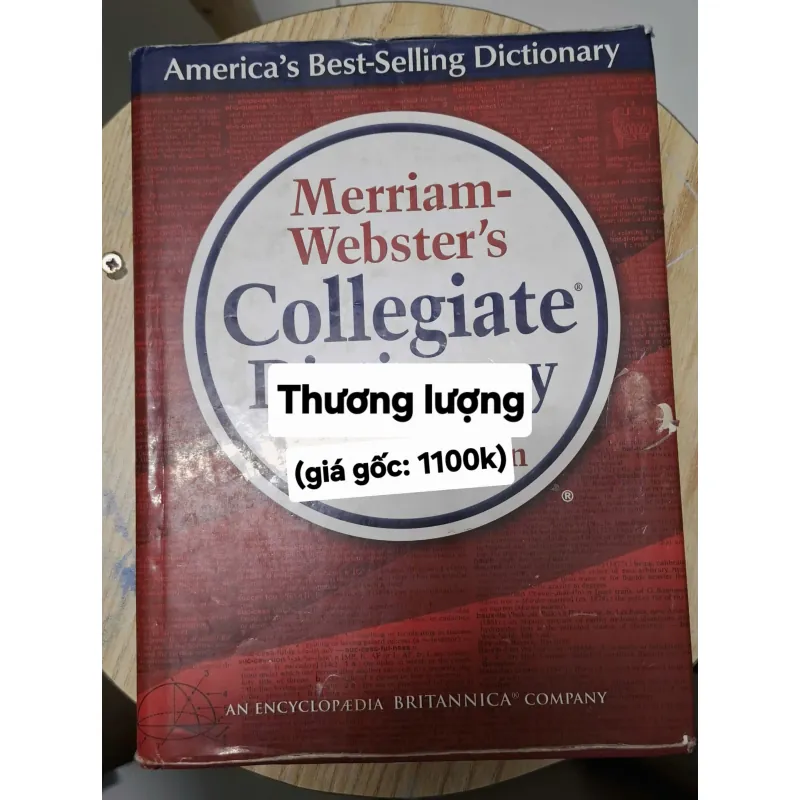 America's Best-Selling Dictionary
Merriam-
Webster's
Collegiate®
Thương lượng
(giá gốc: 1100k)
®
AN ENCYCLOPÆDIA BRITANNICA® COMPANY